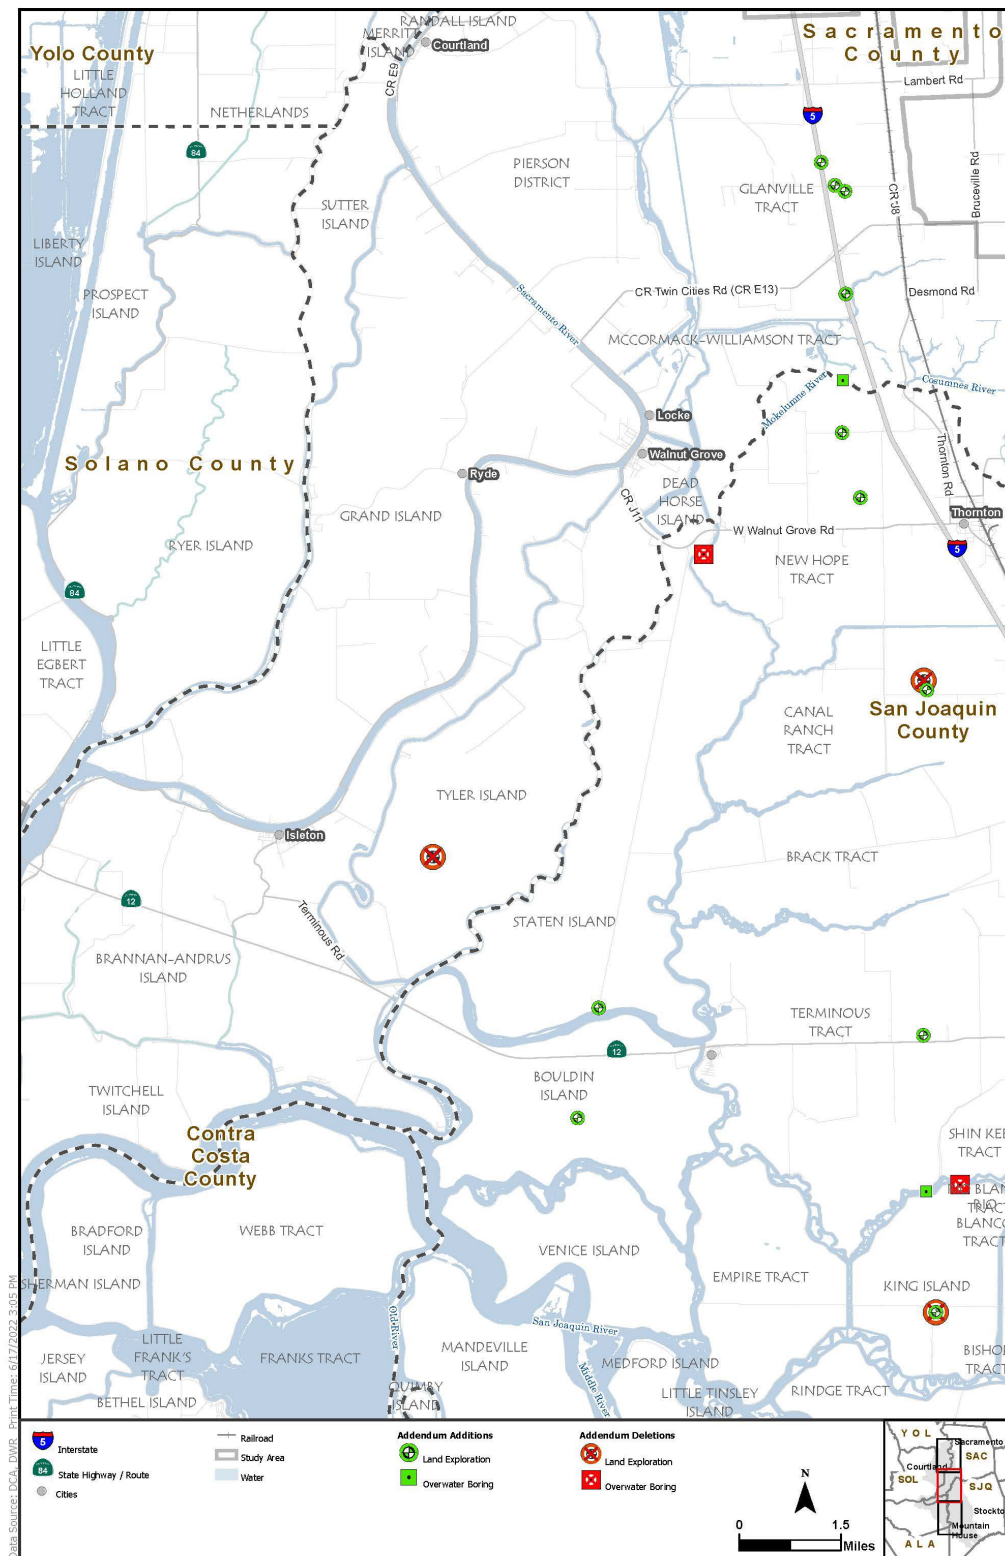 RANDALL ISLAND
MERRITT
ISLAND
Courtland
Sacramento
County
Yolo County
LITTLE
HOLLAND
TRACT
NETHERLANDS
CR E9
Lambert Rd
5
84
PIERSON
DISTRICT
GLANVILLE
TRACT
CR J8
Bruceville Rd
SUTTER
ISLAND
LIBERTY
ISLAND
PROSPECT
ISLAND
CR Twin Cities Rd (CR E13)
Desmond Rd
Sacramento River
MCCORMACK-WILLIAMSON TRACT
Mokelumne River
Cosumnes River
Locke
Walnut Grove
Thornton Rd
Solano County
Ryde
DEAD
HORSE
ISLAND
CR J11
GRAND ISLAND
W Walnut Grove Rd
Thornton
RYER ISLAND
5
NEW HOPE
TRACT
84
LITTLE
EGBERT
TRACT
San Joaquin
County
CANAL
RANCH
TRACT
TYLER ISLAND
Isleton
BRACK TRACT
12
Terminous Rd
STATEN ISLAND
BRANNAN-ANDRUS
ISLAND
TERMINOUS
TRACT
12
BOULDIN
ISLAND
TWITCHELL
ISLAND
Contra
Costa
County
SHIN KEE
TRACT
BLAN
TRACT
RIO
BLANCO
TRACT
BRADFORD
ISLAND
WEBB TRACT
VENICE ISLAND
EMPIRE TRACT
KING ISLAND
SHERMAN ISLAND
Old River
San Joaquin River
LITTLE
FRANK'S
TRACT
FRANKS TRACT
MANDEVILLE
ISLAND
MEDFORD ISLAND
BISHO
TRACT
JERSEY
ISLAND
BETHEL ISLAND
QUIMBY
ISLAND
Middle River
LITTLE TINSLEY
ISLAND
RINDGE TRACT
Data Source: DCA, DWR Print Time: 6/17/2022 3:05 PM
5
Interstate
84
State Highway / Route
Cities
Railroad
Study Area
Water
Addendum Additions
Land Exploration
Overwater Boring
Addendum Deletions
Land Exploration
Overwater Boring
N
0 1.5
Miles
YOL
Sacramento
SAC
Courtland
SOL
SJQ
Stockto
Mountain
House
ALA